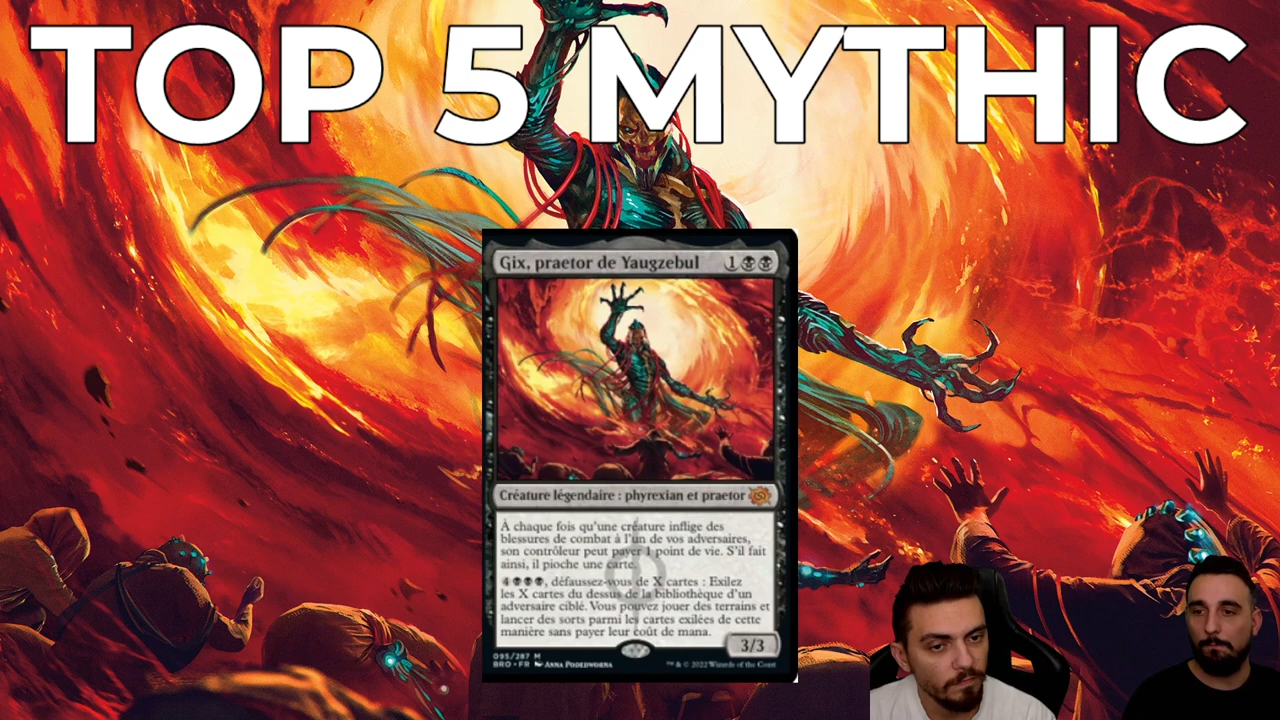 TOP 5 MYTHIC
Gix, praetor de Yaugzebul 1
Créature légendaire : phyrexian et praetor
À chaque fois qu'une créature inflige des
blessures de combat à l'un de vos adversaires,
son contrôleur peut payer 1 point de vie. S'il fait
ainsi, il pioche une carte.
4, défaussez-vous de X cartes : Exilez
les X cartes du dessus de la bibliothèque d'un
adversaire ciblé. Vous pouvez jouer des terrains et
lancer des sorts parmi les cartes exilées de cette
manière sans payer leur coût de mana.
3/3
095/287 M
BRO • FR ANNA PODEDWORNA
™ & © 2022 Wizards of the Coast